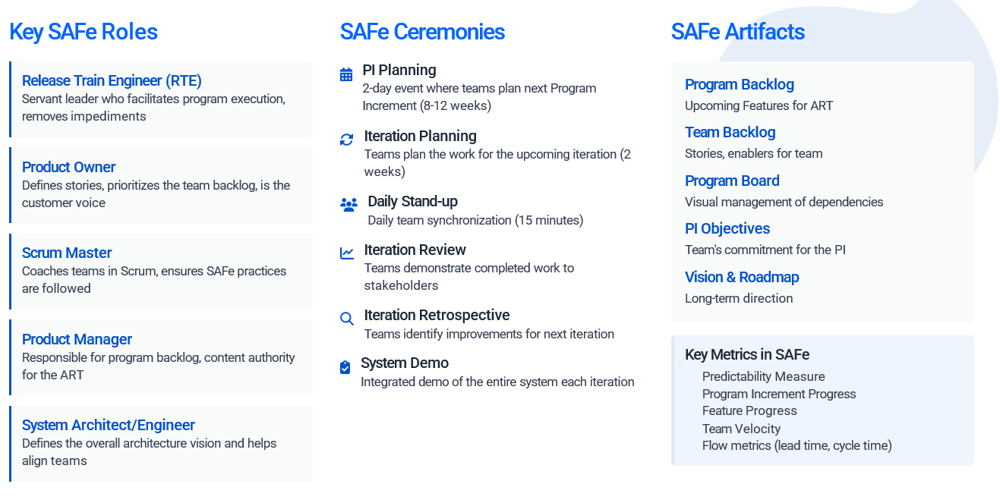 Key SAFe Roles
Release Train Engineer (RTE)
Servant leader who facilitates program execution,
removes impediments
Product Owner
Defines stories, prioritizes the team backlog, is the
customer voice
Scrum Master
Coaches teams in Scrum, ensures SAFe practices
are followed
Product Manager
Responsible for program backlog, content authority
for the ART
System Architect/Engineer
Defines the overall architecture vision and helps
align teams
SAFe Ceremonies
PI Planning
2-day event where teams plan next Program
Increment (8-12 weeks)
Iteration Planning
Teams plan the work for the upcoming iteration (2
weeks)
Daily Stand-up
Daily team synchronization (15 minutes)
Iteration Review
Teams demonstrate completed work to
stakeholders
Iteration Retrospective
Teams identify improvements for next iteration
System Demo
Integrated demo of the entire system each iteration
SAFe Artifacts
Program Backlog
Upcoming Features for ART
Team Backlog
Stories, enablers for team
Program Board
Visual management of dependencies
PI Objectives
Team's commitment for the PI
Vision & Roadmap
Long-term direction
Key Metrics in SAFe
Predictability Measure
Program Increment Progress
Feature Progress
Team Velocity
Flow metrics (lead time, cycle time)